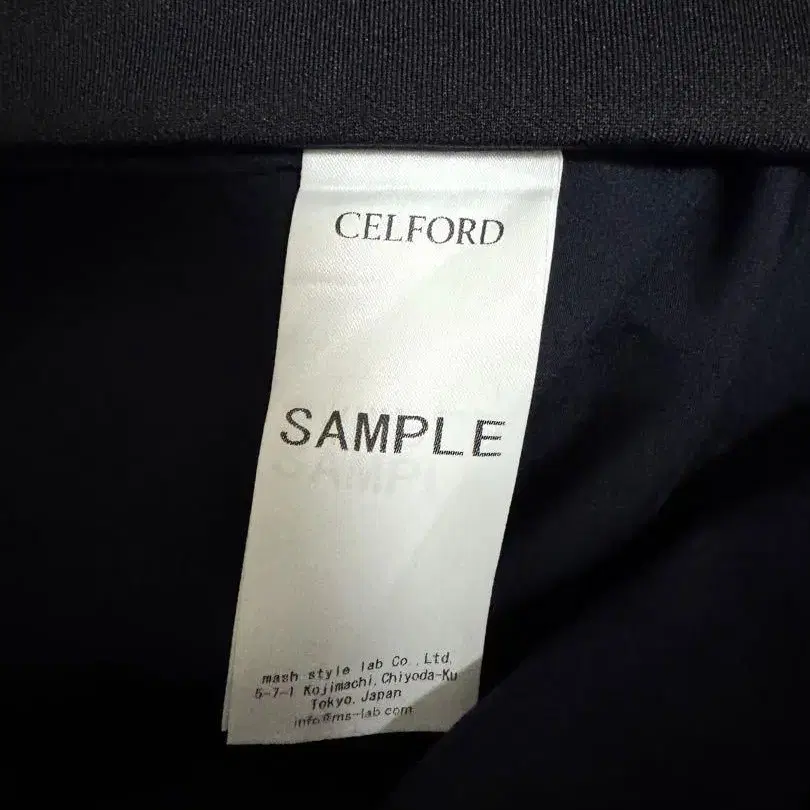 CELFORD
SAMPLE
mash style lab Co.,Ltd.
5-7-1 Kojimachi,Chiyoda-Ku
Tokyo,Japan
info@ms-lab.com